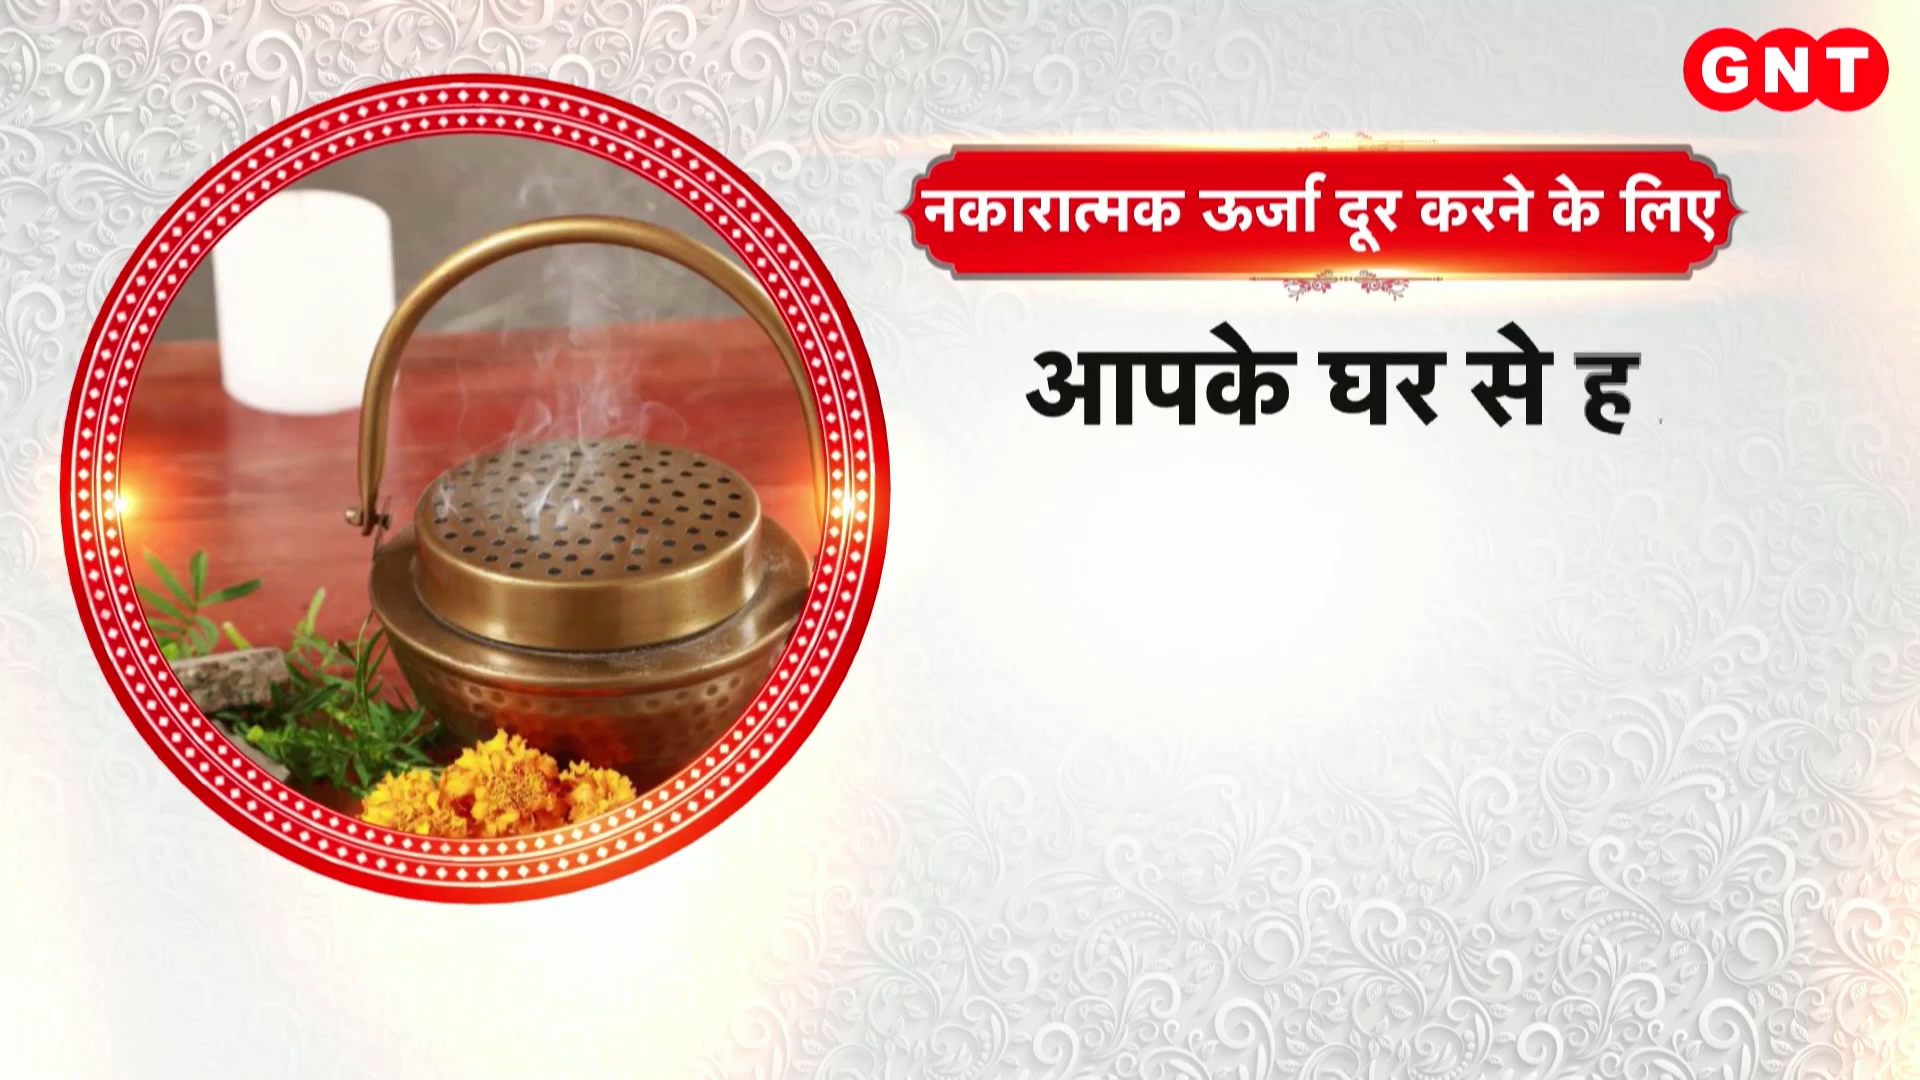 GNT
नकारात्मक ऊर्जा दूर करने के लिए
आपके घर से